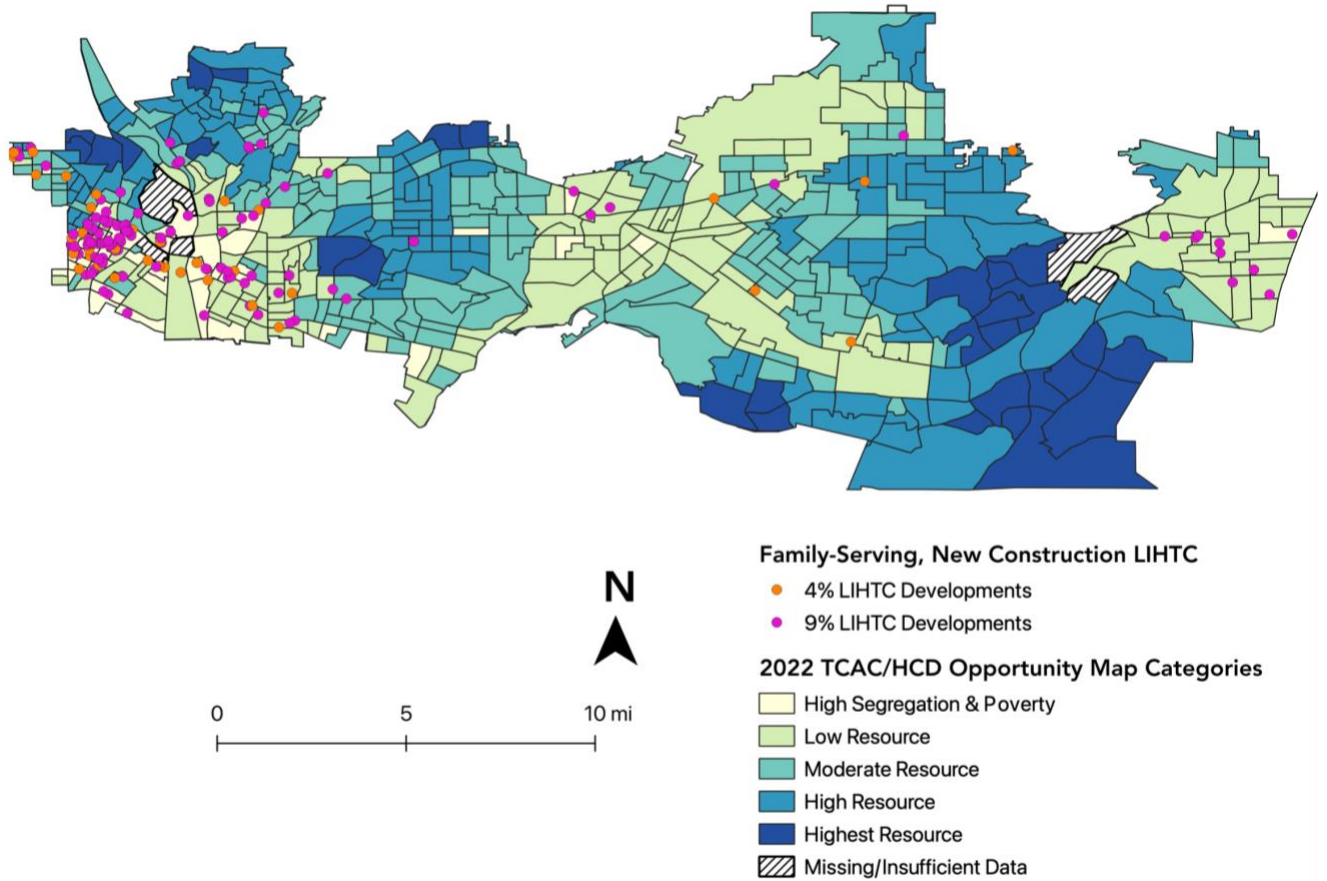 N
0 5 10 mi
Family-Serving, New Construction LIHTC
4% LIHTC Developments
9% LIHTC Developments
2022 TCAC/HCD Opportunity Map Categories
High Segregation & Poverty
Low Resource
Moderate Resource
High Resource
Highest Resource
Missing/Insufficient Data